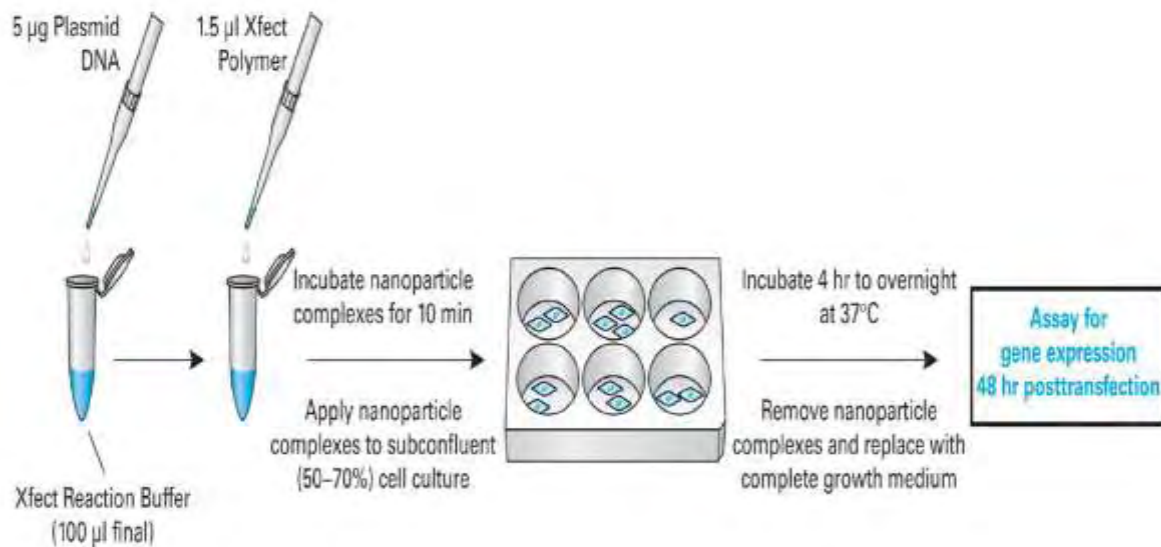 5 µg Plasmid
DNA
1.5 µl Xfect
Polymer
Incubate nanoparticle
complexes for 10 min
Apply nanoparticle
complexes to subconfluent
(50–70%) cell culture
Incubate 4 hr to overnight
at 37°C
Remove nanoparticle
complexes and replace with
complete growth medium
Assay for
gene expression
48 hr posttransfection
Xfect Reaction Buffer
(100 µl final)